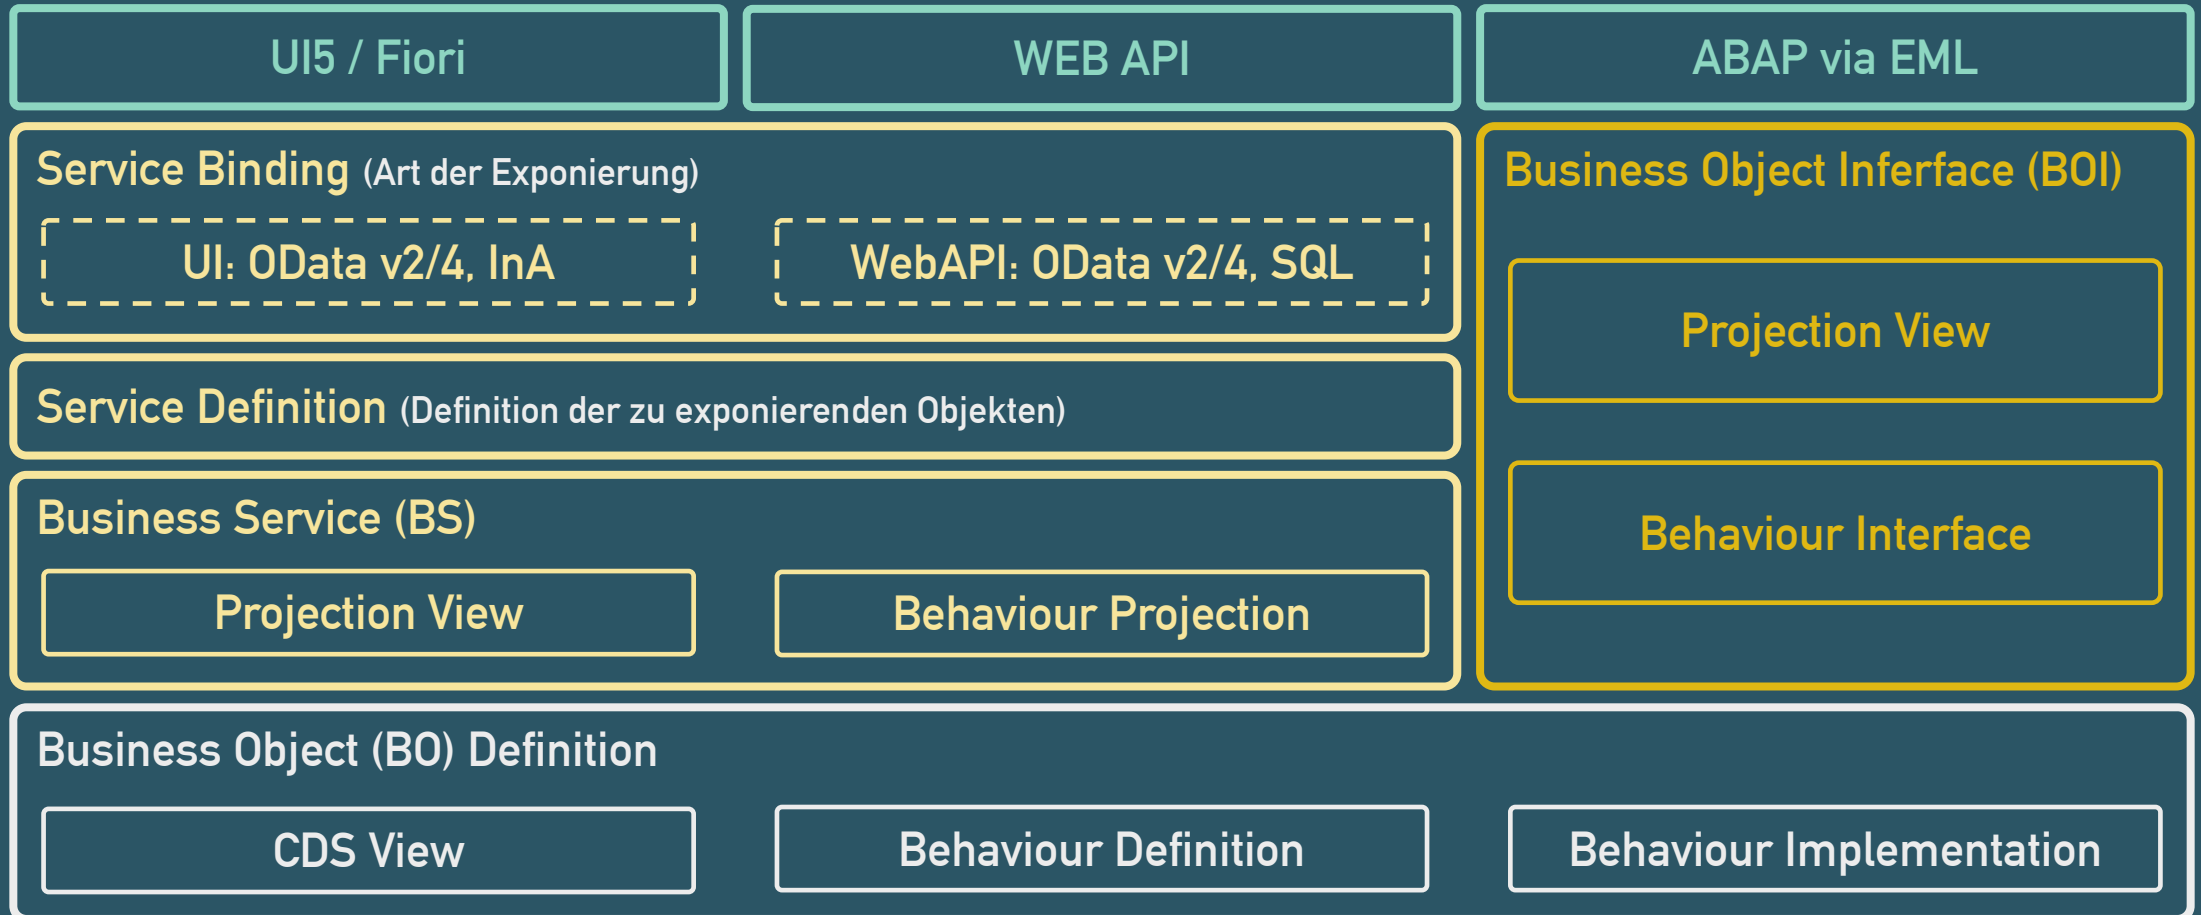 UI5 / Fiori
WEB API
ABAP via EML
Service Binding (Art der Exponierung)
UI: OData v2/4, InA
WebAPI: OData v2/4, SQL
Service Definition (Definition der zu exponierenden Objekten)
Business Service (BS)
Projection View
Behaviour Projection
Business Object Inferface (BOI)
Projection View
Behaviour Interface
Business Object (BO) Definition
CDS View
Behaviour Definition
Behaviour Implementation